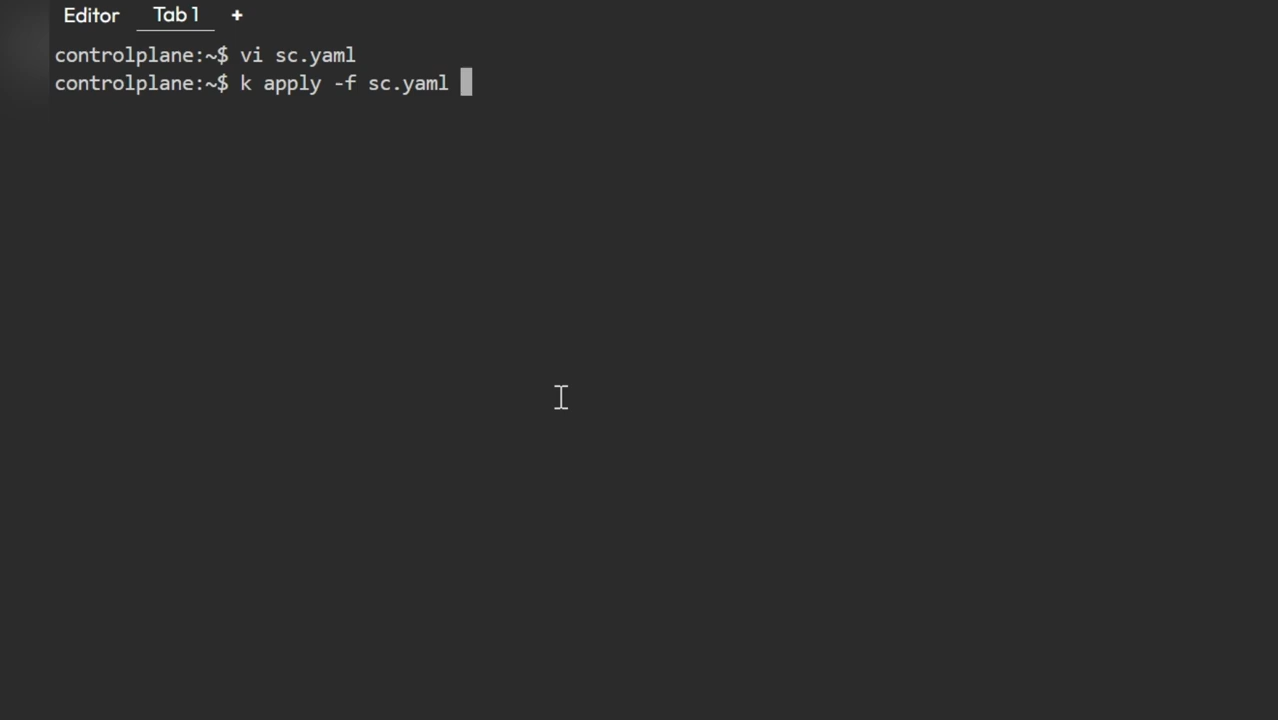 Editor Tab 1 +
controlplane:~$ vi sc.yaml
controlplane:~$ k apply -f sc.yaml